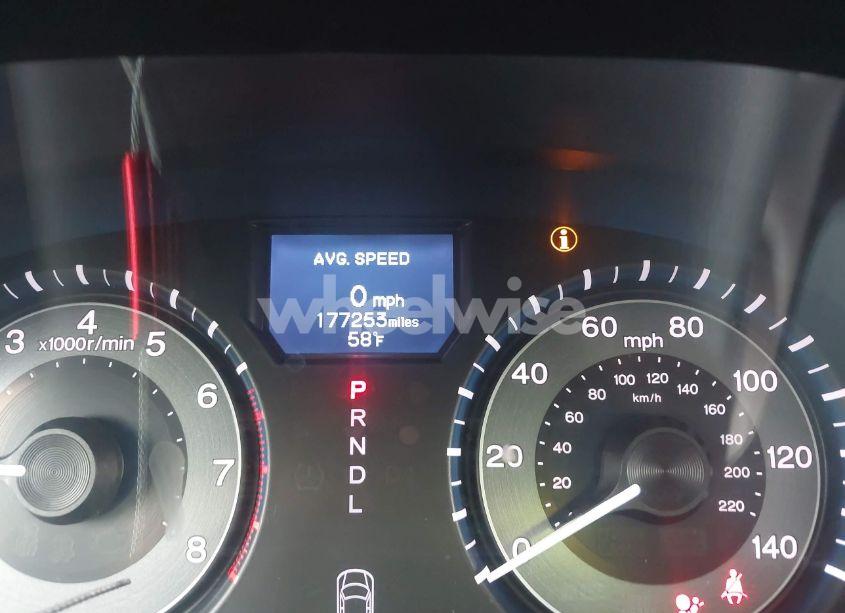 AVG. SPEED
0 mph
177253 miles
58°F
wheelwise
3 4 5 6 7 8
x1000r/min
P
R
N
D
L
i
0 20 40 60 80 100 120 140
mph
20 40 60 80 100 120 140 160 180 200 220
km/h